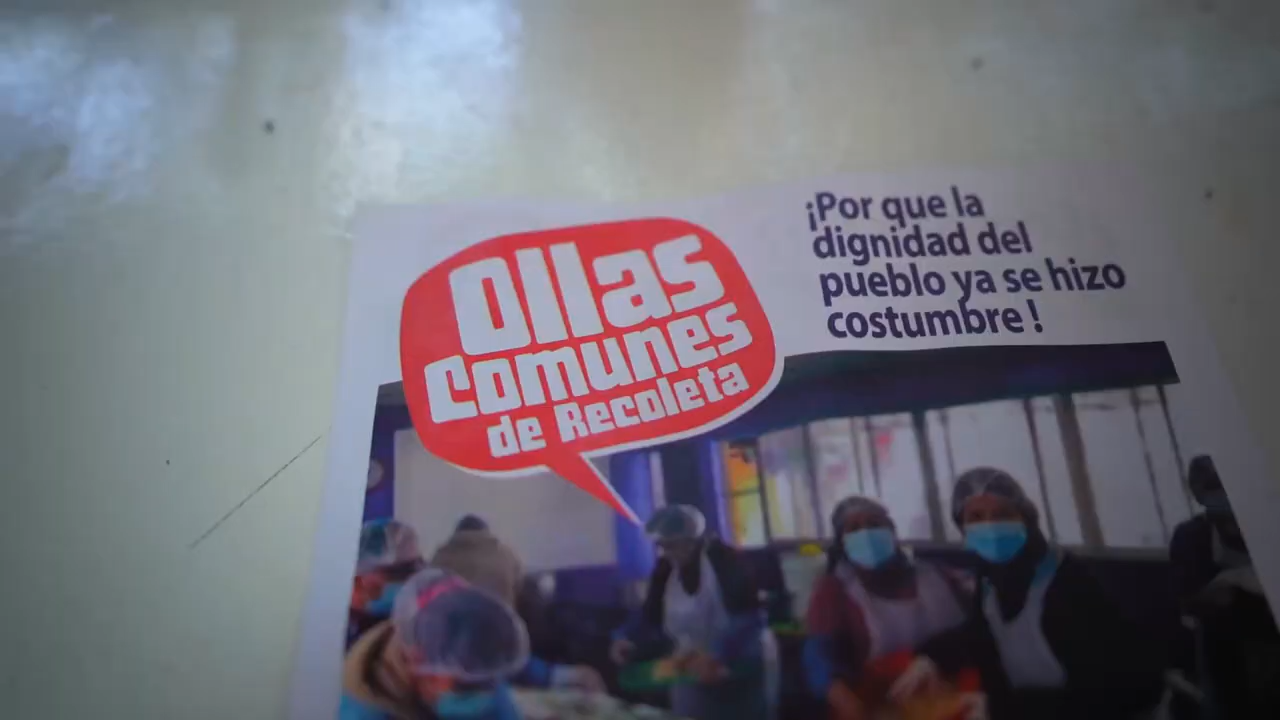 Ollas
Comunes
de Recoleta
¡Por que la
dignidad del
pueblo ya se hizo
costumbre !